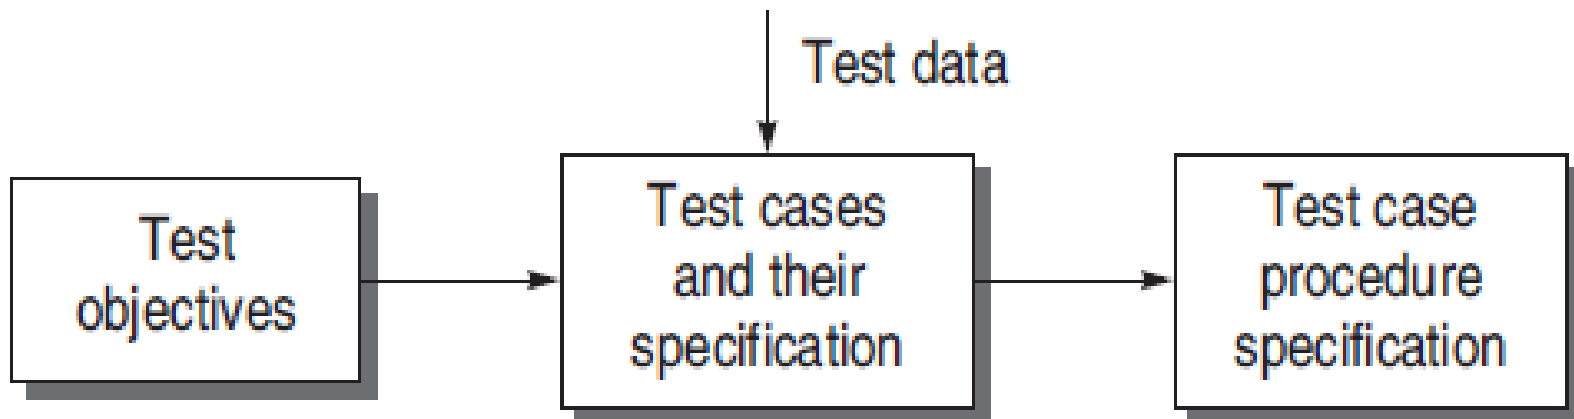 Test data
Test
objectives
Test cases
and their
specification
Test case
procedure
specification